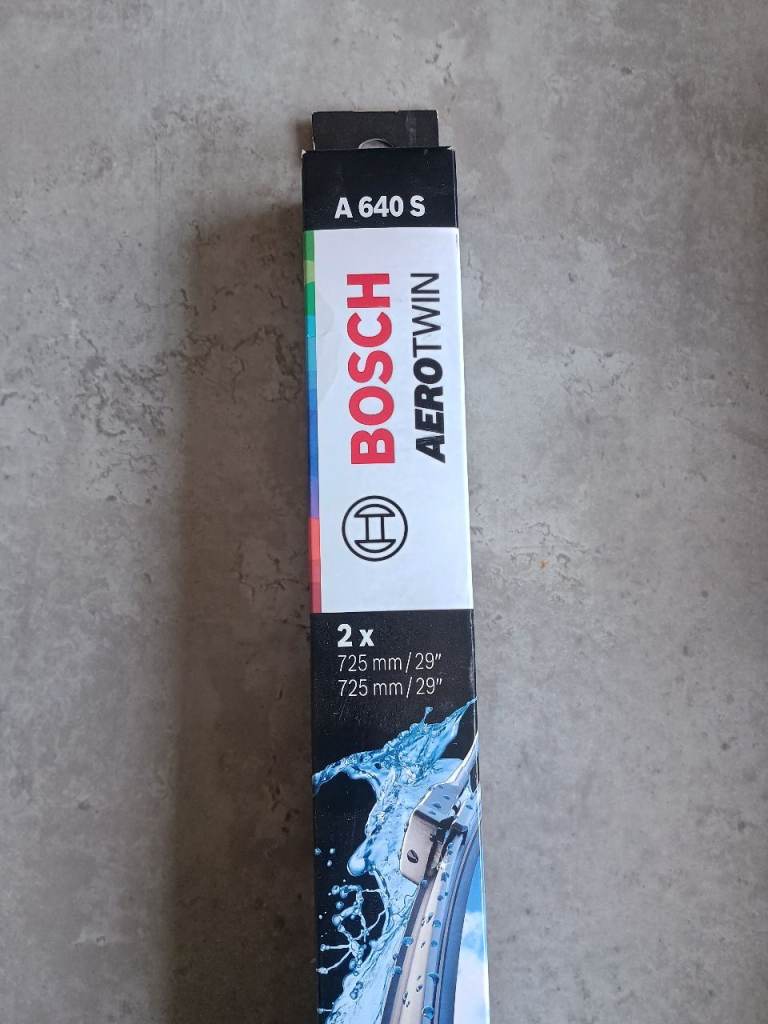 A 640 S
BOSCH
AEROTWIN
2 x
725 mm / 29"
725 mm / 29"